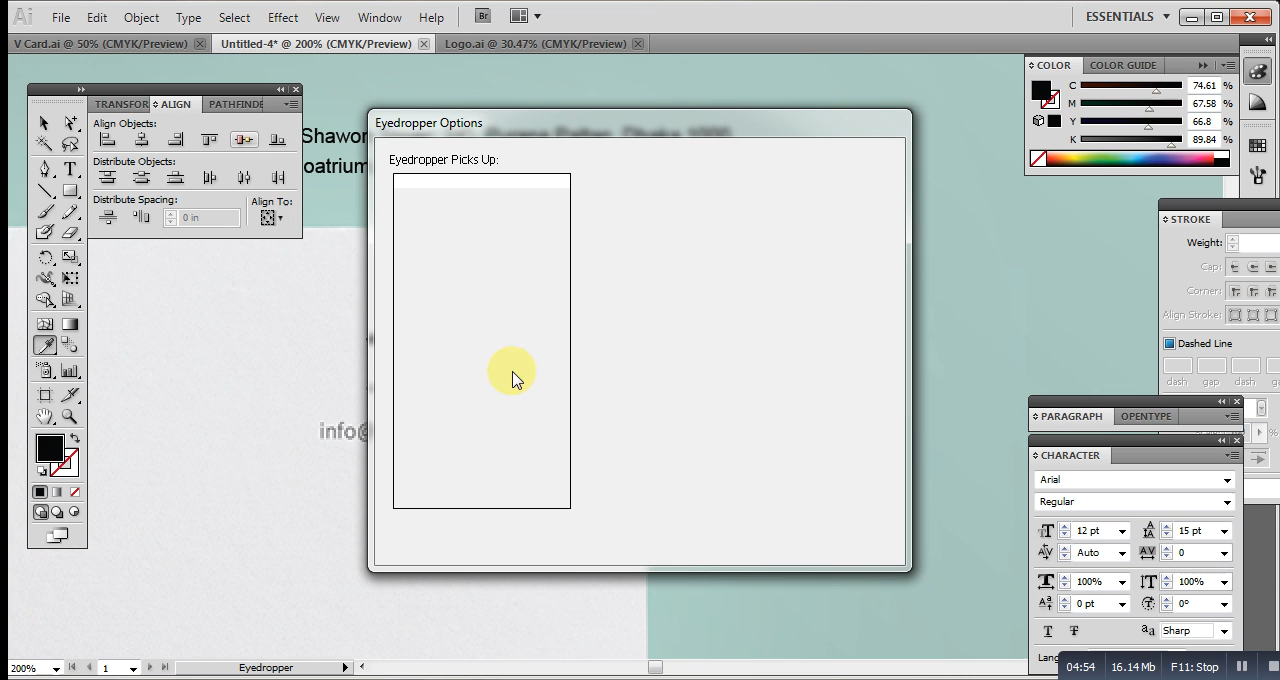 Ai File Edit Object Type Select Effect View Window Help Br ESSENTIALS
V Card.ai @ 50% (CMYK/Preview) Untitled-4* @ 200% (CMYK/Preview) Logo.ai @ 30.47% (CMYK/Preview)
COLOR COLOR GUIDE
C 74.61 %
M 67.58 %
Y 66.8 %
K 89.84 %
TRANSFOR ALIGN PATHFINDE
Align Objects:
Distribute Objects:
Distribute Spacing: Align To:
0 in
Shawon
oatrium
Eyedropper Options
Eyedropper Picks Up:
info@
STROKE
Weight:
Cap:
Corner:
Align Stroke:
Dashed Line
dash gap dash
PARAGRAPH OPENTYPE
%
CHARACTER
Arial
Regular
12 pt 15 pt
Auto 0
100% 100%
0 pt 0°
T T aa Sharp
200% 1 Eyedropper
04:54 16.14 Mb F11: Stop